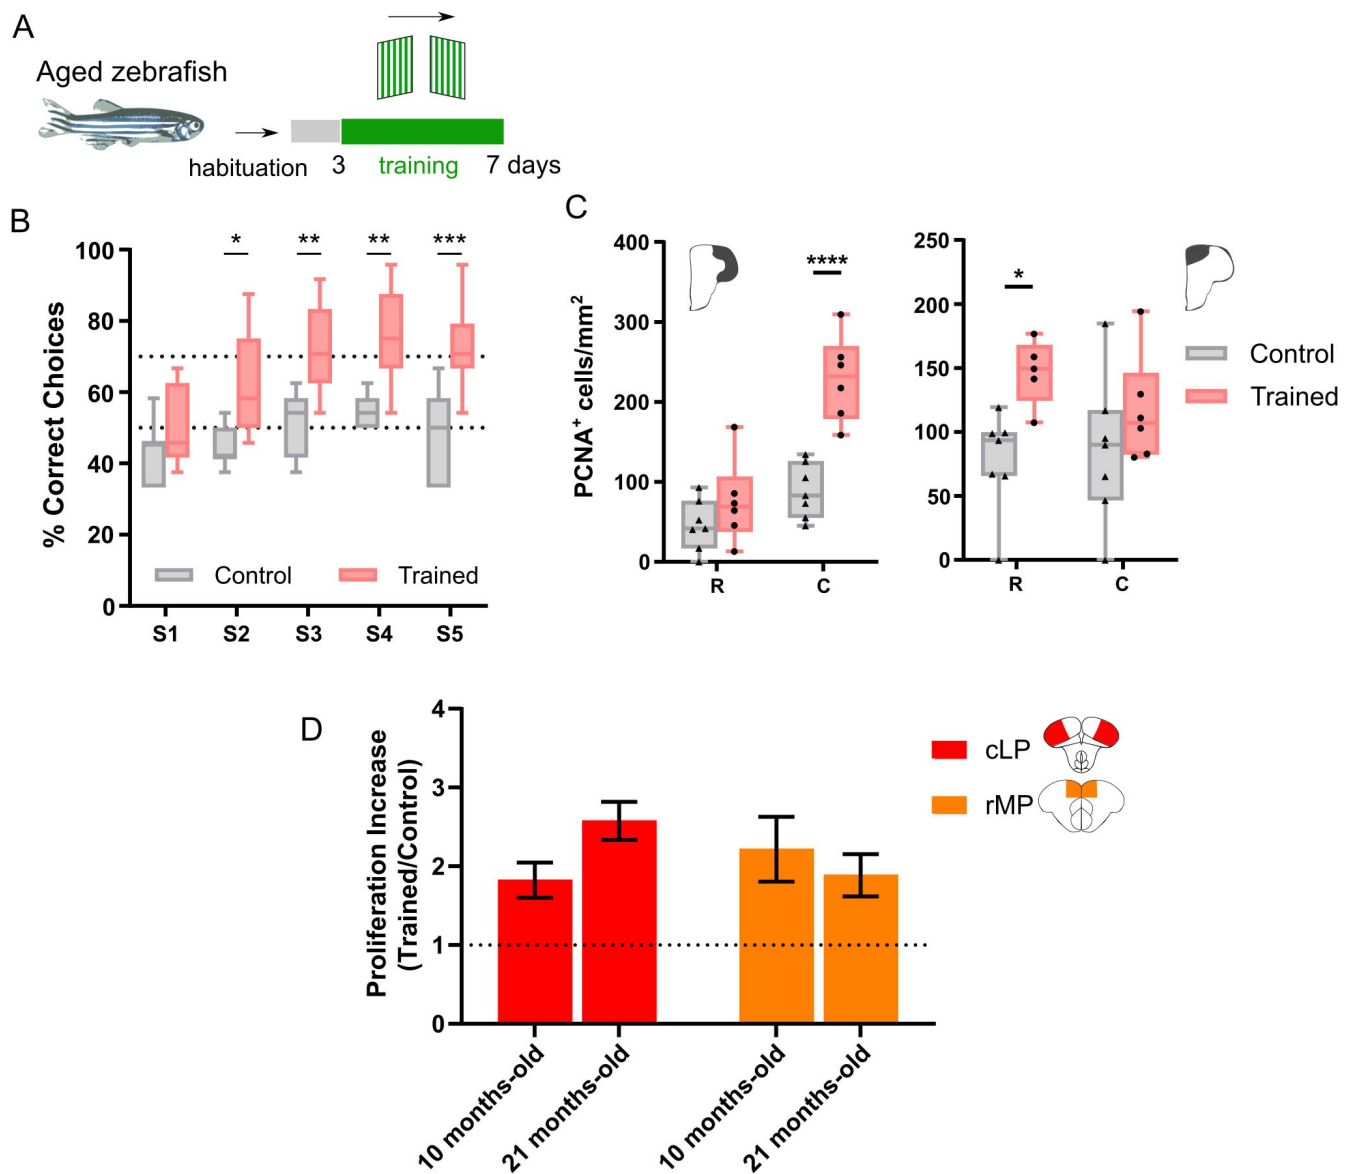 A
Aged zebrafish
habituation 3 training 7 days
B
% Correct Choices
100
80
60
40
20
0
* ** ** ***
Control Trained
S1 S2 S3 S4 S5
C
PCNA+ cells/mm2
400
300
200
100
0
****
R C
250
200
150
100
50
0
*
R C
Control
Trained
D
Proliferation Increase
(Trained/Control)
4
3
2
1
0
10 months-old
21 months-old
10 months-old
21 months-old
cLP
rMP